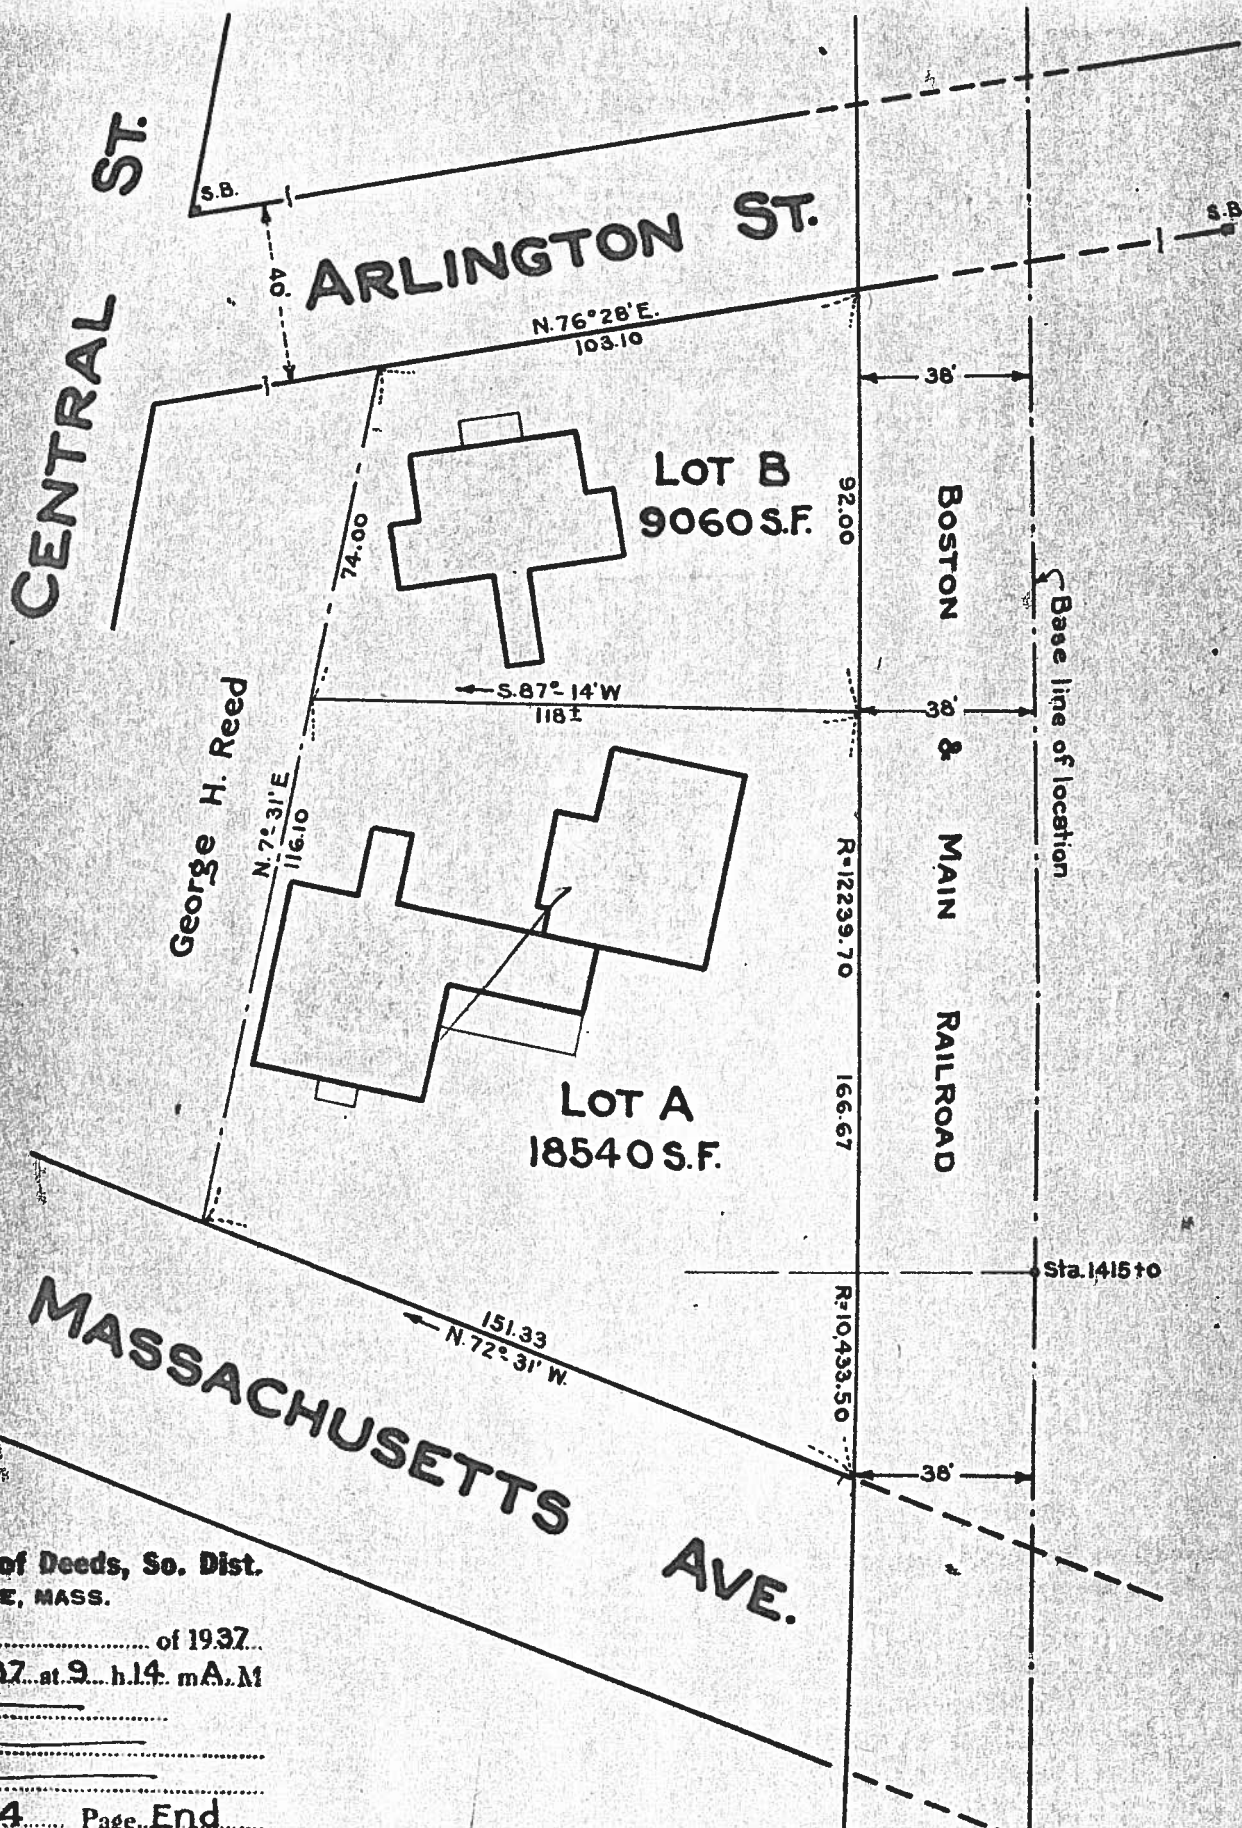 CENTRAL ST.
S.B.
40'
ARLINGTON ST.
S.B
N.76°28'E.
103.10
38'
LOT B
9060 S.F.
92.00
74.00
BOSTON & MAIN RAILROAD
Base line of location
S.87°-14'W
118±
38'
George H. Reed
N.7°-31'E
116.10
R=12239.70
166.67
LOT A
18540 S.F.
Sta.1415+0
R=10,433.50
151.33
N.72°-31' W.
38'
MASSACHUSETTS AVE.
of Deeds, So. Dist.
E, MASS.
of 1937
37 at 9 h.14 m A.M
4 Page End